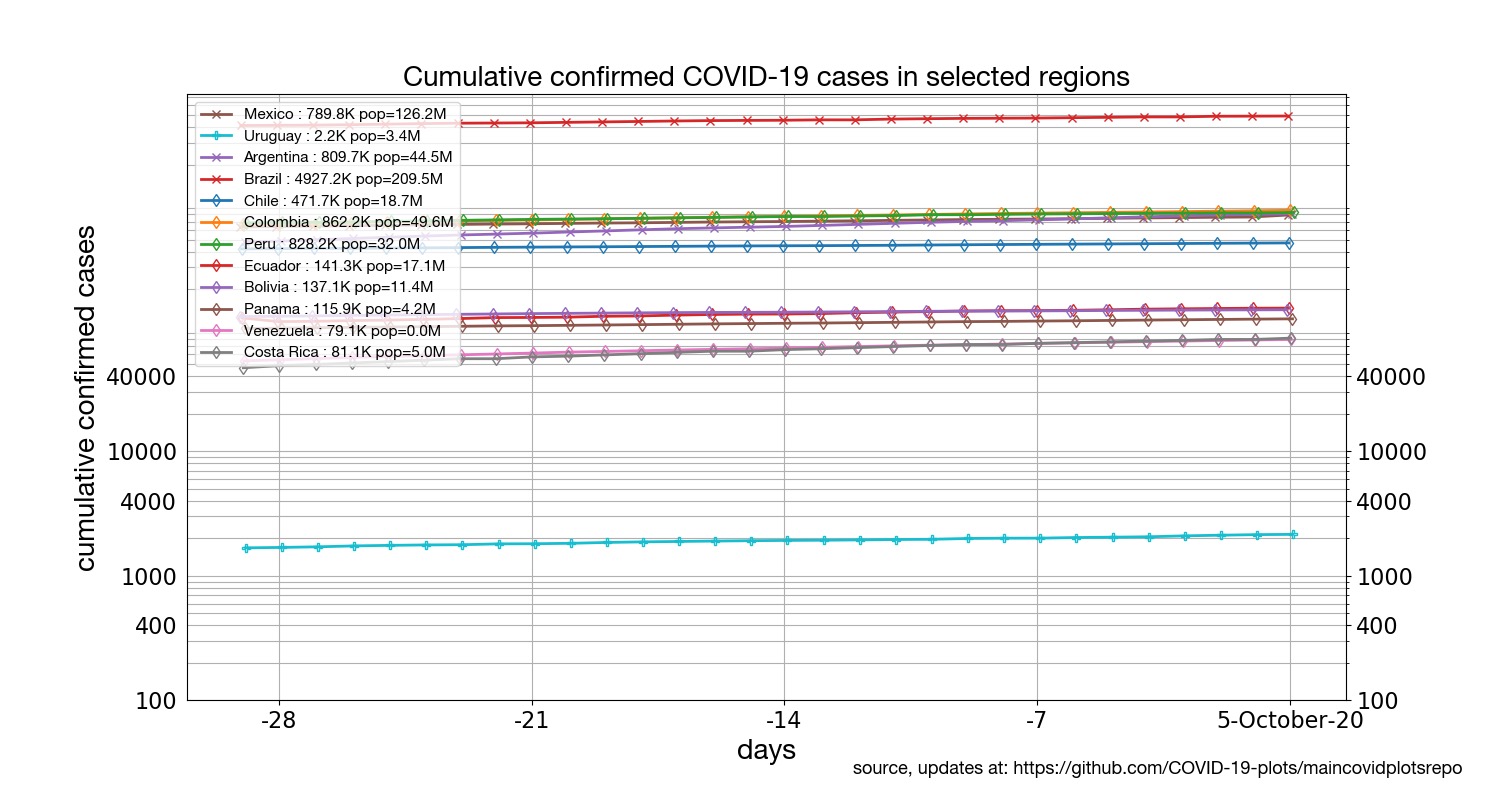 Cumulative confirmed COVID-19 cases in selected regions
Mexico : 789.8K pop=126.2M
Uruguay : 2.2K pop=3.4M
Argentina : 809.7K pop=44.5M
Brazil : 4927.2K pop=209.5M
Chile : 471.7K pop=18.7M
Colombia : 862.2K pop=49.6M
Peru : 828.2K pop=32.0M
Ecuador : 141.3K pop=17.1M
Bolivia : 137.1K pop=11.4M
Panama : 115.9K pop=4.2M
Venezuela : 79.1K pop=0.0M
Costa Rica : 81.1K pop=5.0M
cumulative confirmed cases
40000 40000
10000 10000
4000 4000
1000 1000
400 400
100 100
-28 -21 -14 -7 5-October-20
days
source, updates at: https://github.com/COVID-19-plots/maincovidplotsrepo